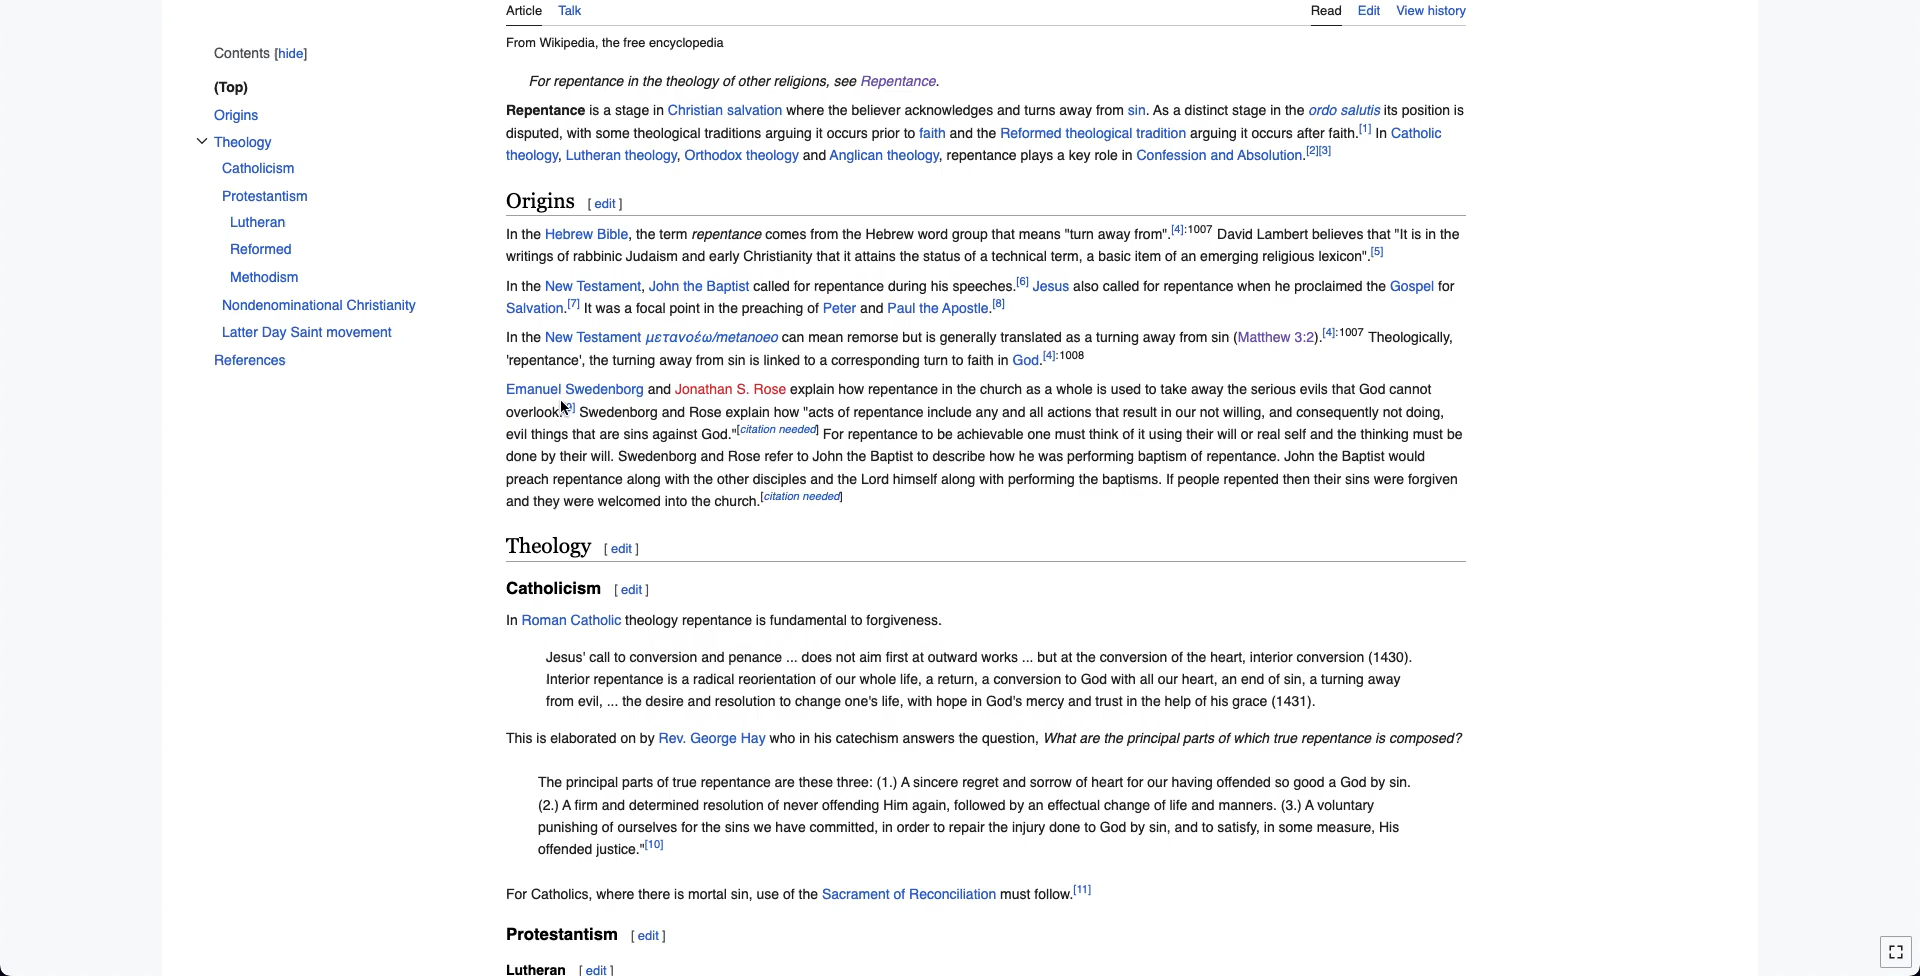 Article Talk Read Edit View history
From Wikipedia, the free encyclopedia
Contents [hide]
(Top)
Origins
Theology
Catholicism
Protestantism
Lutheran
Reformed
Methodism
Nondenominational Christianity
Latter Day Saint movement
References
For repentance in the theology of other religions, see Repentance.
Repentance is a stage in Christian salvation where the believer acknowledges and turns away from sin. As a distinct stage in the ordo salutis its position is
disputed, with some theological traditions arguing it occurs prior to faith and the Reformed theological tradition arguing it occurs after faith.[1] In Catholic
theology, Lutheran theology, Orthodox theology and Anglican theology, repentance plays a key role in Confession and Absolution.[2][3]
Origins [ edit ]
In the Hebrew Bible, the term repentance comes from the Hebrew word group that means "turn away from".[4]:1007 David Lambert believes that "It is in the
writings of rabbinic Judaism and early Christianity that it attains the status of a technical term, a basic item of an emerging religious lexicon".[5]
In the New Testament, John the Baptist called for repentance during his speeches.[6] Jesus also called for repentance when he proclaimed the Gospel for
Salvation.[7] It was a focal point in the preaching of Peter and Paul the Apostle.[8]
In the New Testament μετανοέω/metanoeo can mean remorse but is generally translated as a turning away from sin (Matthew 3:2).[4]:1007 Theologically,
'repentance', the turning away from sin is linked to a corresponding turn to faith in God.[4]:1008
Emanuel Swedenborg and Jonathan S. Rose explain how repentance in the church as a whole is used to take away the serious evils that God cannot
overlook. Swedenborg and Rose explain how "acts of repentance include any and all actions that result in our not willing, and consequently not doing,
evil things that are sins against God."[citation needed] For repentance to be achievable one must think of it using their will or real self and the thinking must be
done by their will. Swedenborg and Rose refer to John the Baptist to describe how he was performing baptism of repentance. John the Baptist would
preach repentance along with the other disciples and the Lord himself along with performing the baptisms. If people repented then their sins were forgiven
and they were welcomed into the church.[citation needed]
Theology [ edit ]
Catholicism [ edit ]
In Roman Catholic theology repentance is fundamental to forgiveness.
Jesus' call to conversion and penance ... does not aim first at outward works ... but at the conversion of the heart, interior conversion (1430).
Interior repentance is a radical reorientation of our whole life, a return, a conversion to God with all our heart, an end of sin, a turning away
from evil, ... the desire and resolution to change one's life, with hope in God's mercy and trust in the help of his grace (1431).
This is elaborated on by Rev. George Hay who in his catechism answers the question, What are the principal parts of which true repentance is composed?
The principal parts of true repentance are these three: (1.) A sincere regret and sorrow of heart for our having offended so good a God by sin.
(2.) A firm and determined resolution of never offending Him again, followed by an effectual change of life and manners. (3.) A voluntary
punishing of ourselves for the sins we have committed, in order to repair the injury done to God by sin, and to satisfy, in some measure, His
offended justice."[10]
For Catholics, where there is mortal sin, use of the Sacrament of Reconciliation must follow.[11]
Protestantism [ edit ]
Lutheran [ edit ]